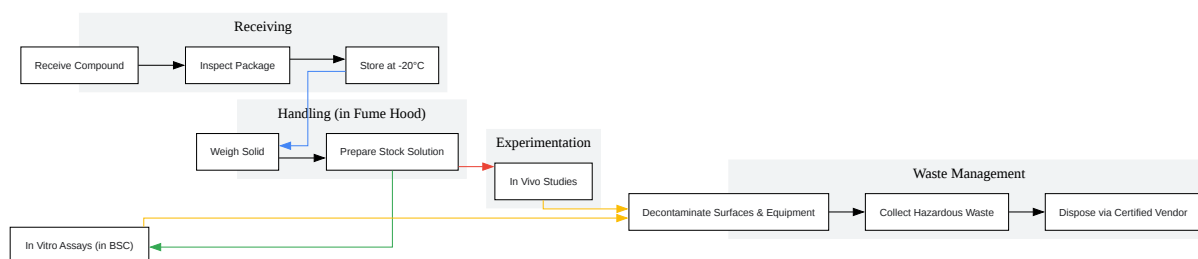 Receiving
Receive Compound
Inspect Package
Store at -20°C
Handling (in Fume Hood)
Weigh Solid
Prepare Stock Solution
Experimentation
In Vivo Studies
Waste Management
Decontaminate Surfaces & Equipment
Collect Hazardous Waste
Dispose via Certified Vendor
In Vitro Assays (in BSC)